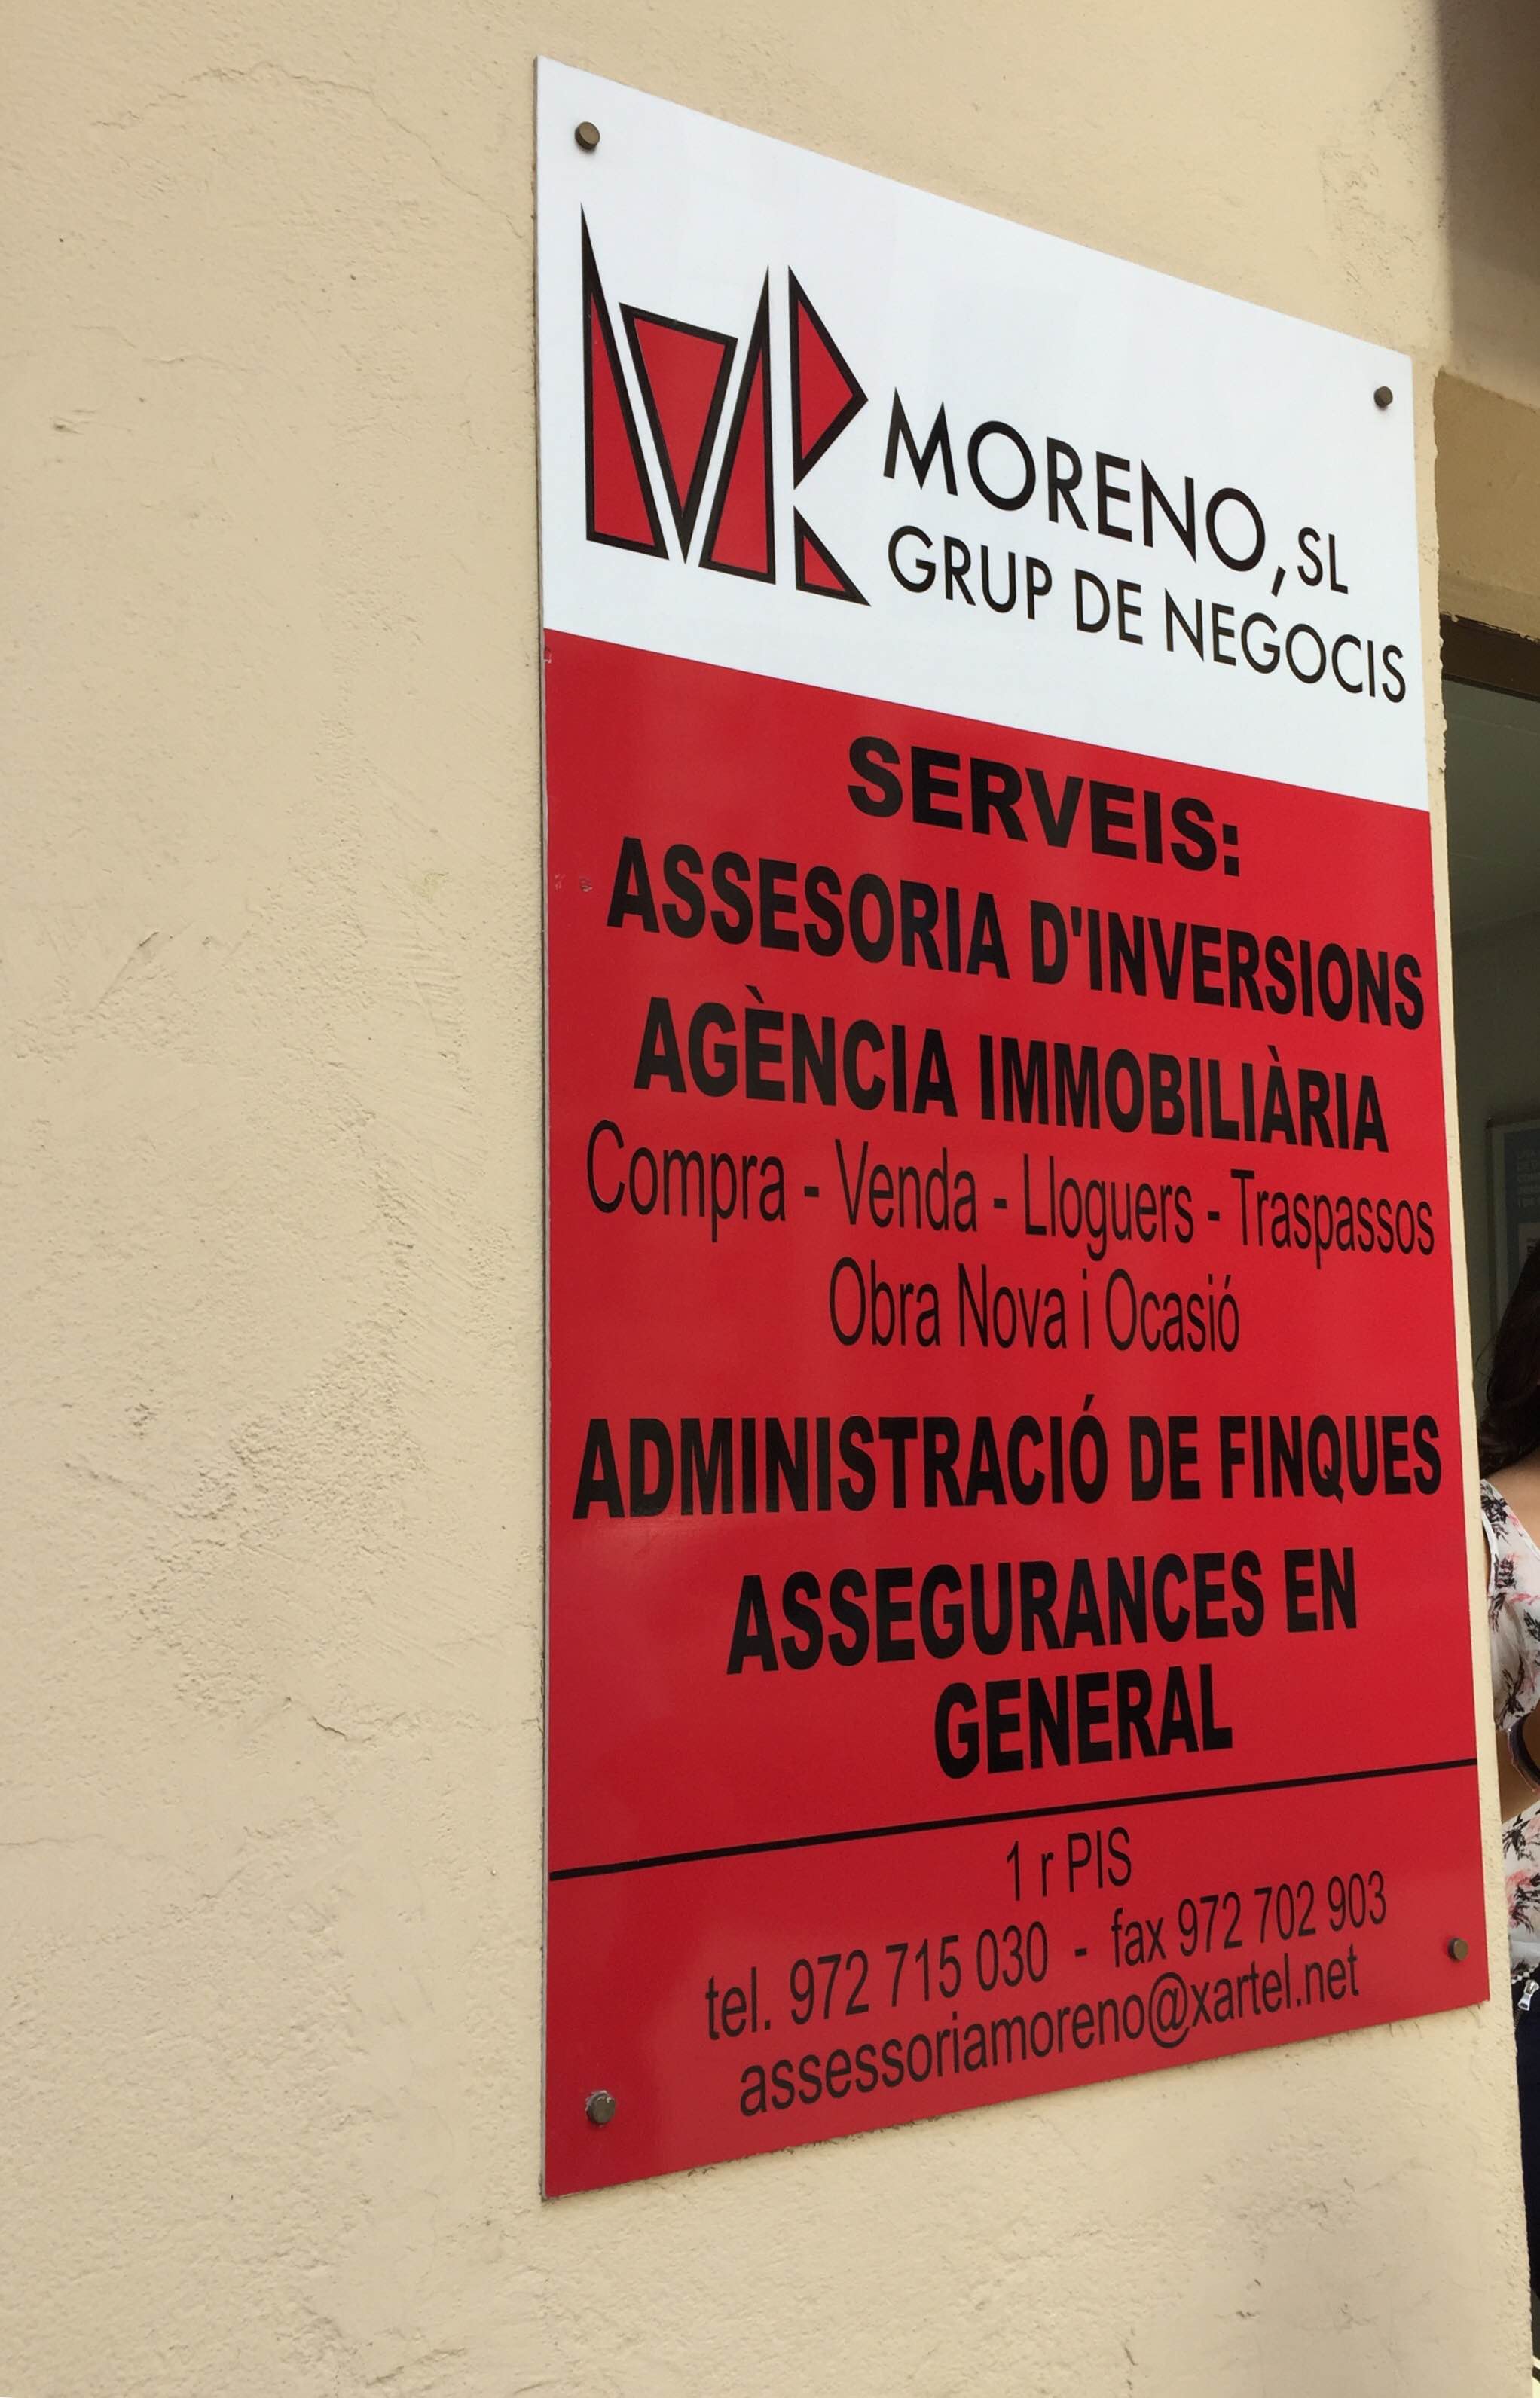 MORENO, SL
GRUP DE NEGOCIS
SERVEIS:
ASSESORIA D'INVERSIONS
AGÈNCIA IMMOBILIÀRIA
Compra - Venda - Lloguers - Traspassos
Obra Nova i Ocasió
ADMINISTRACIÓ DE FINQUES
ASSEGURANCES EN
GENERAL
1 r PIS
tel. 972 715 030 - fax 972 702 903
assessoriamoreno@xartel.net